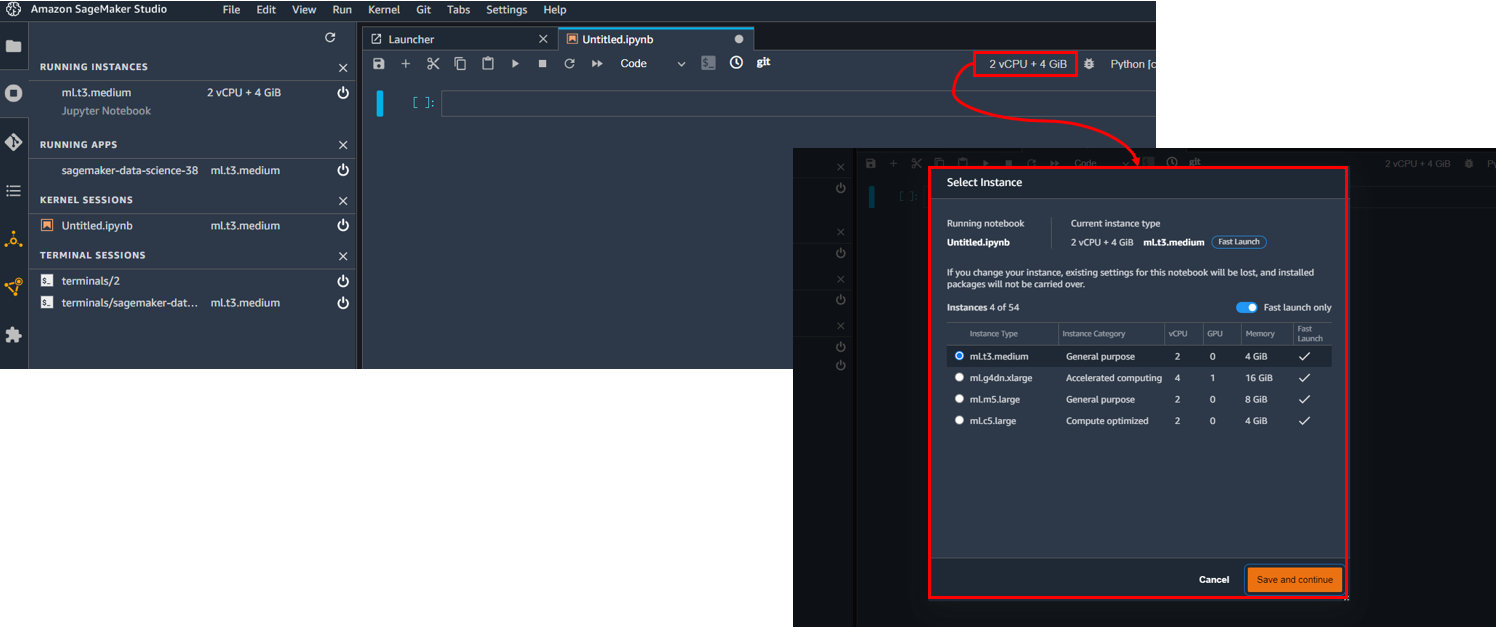 Amazon SageMaker Studio File Edit View Run Kernel Git Tabs Settings Help
RUNNING INSTANCES
ml.t3.medium 2 vCPU + 4 GiB
Jupyter Notebook
RUNNING APPS
sagemaker-data-science-38 ml.t3.medium
KERNEL SESSIONS
Untitled.ipynb ml.t3.medium
TERMINAL SESSIONS
$_ terminals/2
$_ terminals/sagemaker-dat... ml.t3.medium
Launcher Untitled.ipynb
Code $_ git 2 vCPU + 4 GiB Python [c
[ ]:
Code git 2 vCPU + 4 GiB Py
[ ]:
Select Instance
Running notebook Current instance type
Untitled.ipynb 2 vCPU + 4 GiB ml.t3.medium Fast Launch
If you change your instance, existing settings for this notebook will be lost, and installed
packages will not be carried over.
Instances 4 of 54 Fast launch only
Instance Type Instance Category vCPU GPU Memory Fast Launch
ml.t3.medium General purpose 2 0 4 GiB
ml.g4dn.xlarge Accelerated computing 4 1 16 GiB
ml.m5.large General purpose 2 0 8 GiB
ml.c5.large Compute optimized 2 0 4 GiB
Cancel Save and continue